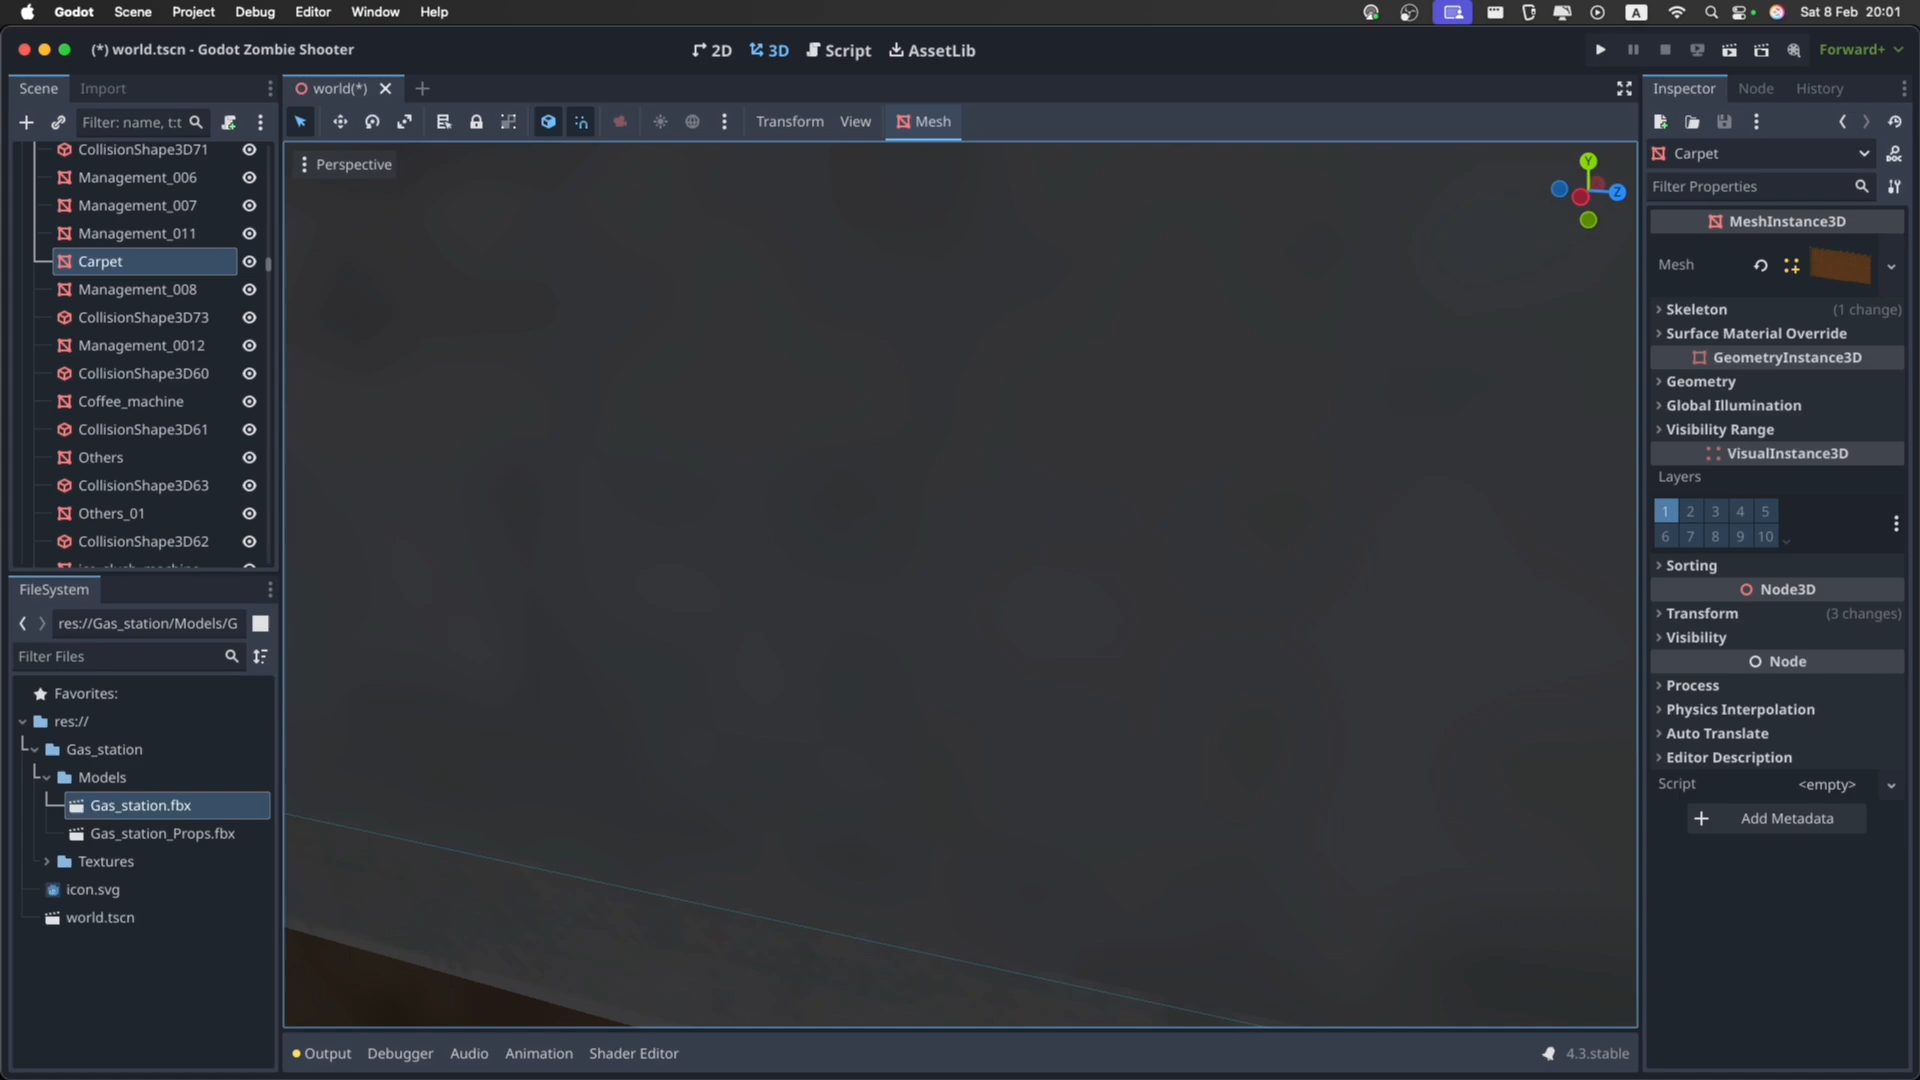 Godot Scene Project Debug Editor Window Help
A
Sat 8 Feb 20:01
(*) world.tscn - Godot Zombie Shooter
2D 3D Script AssetLib
Forward+
Scene Import
Filter: name, t:t
CollisionShape3D71
Management_006
Management_007
Management_011
Carpet
Management_008
CollisionShape3D73
Management_0012
CollisionShape3D60
Coffee_machine
CollisionShape3D61
Others
CollisionShape3D63
Others_01
CollisionShape3D62
FileSystem
res://Gas_station/Models/G
Filter Files
Favorites:
res://
Gas_station
Models
Gas_station.fbx
Gas_station_Props.fbx
Textures
icon.svg
world.tscn
world(*)
Transform View Mesh
Perspective
Y
Z
Output Debugger Audio Animation Shader Editor
4.3.stable
Inspector Node History
Carpet
DOC
Filter Properties
MeshInstance3D
Mesh
Skeleton (1 change)
Surface Material Override
GeometryInstance3D
Geometry
Global Illumination
Visibility Range
VisualInstance3D
Layers
1 2 3 4 5
6 7 8 9 10
Sorting
Node3D
Transform (3 changes)
Visibility
Node
Process
Physics Interpolation
Auto Translate
Editor Description
Script <empty>
Add Metadata